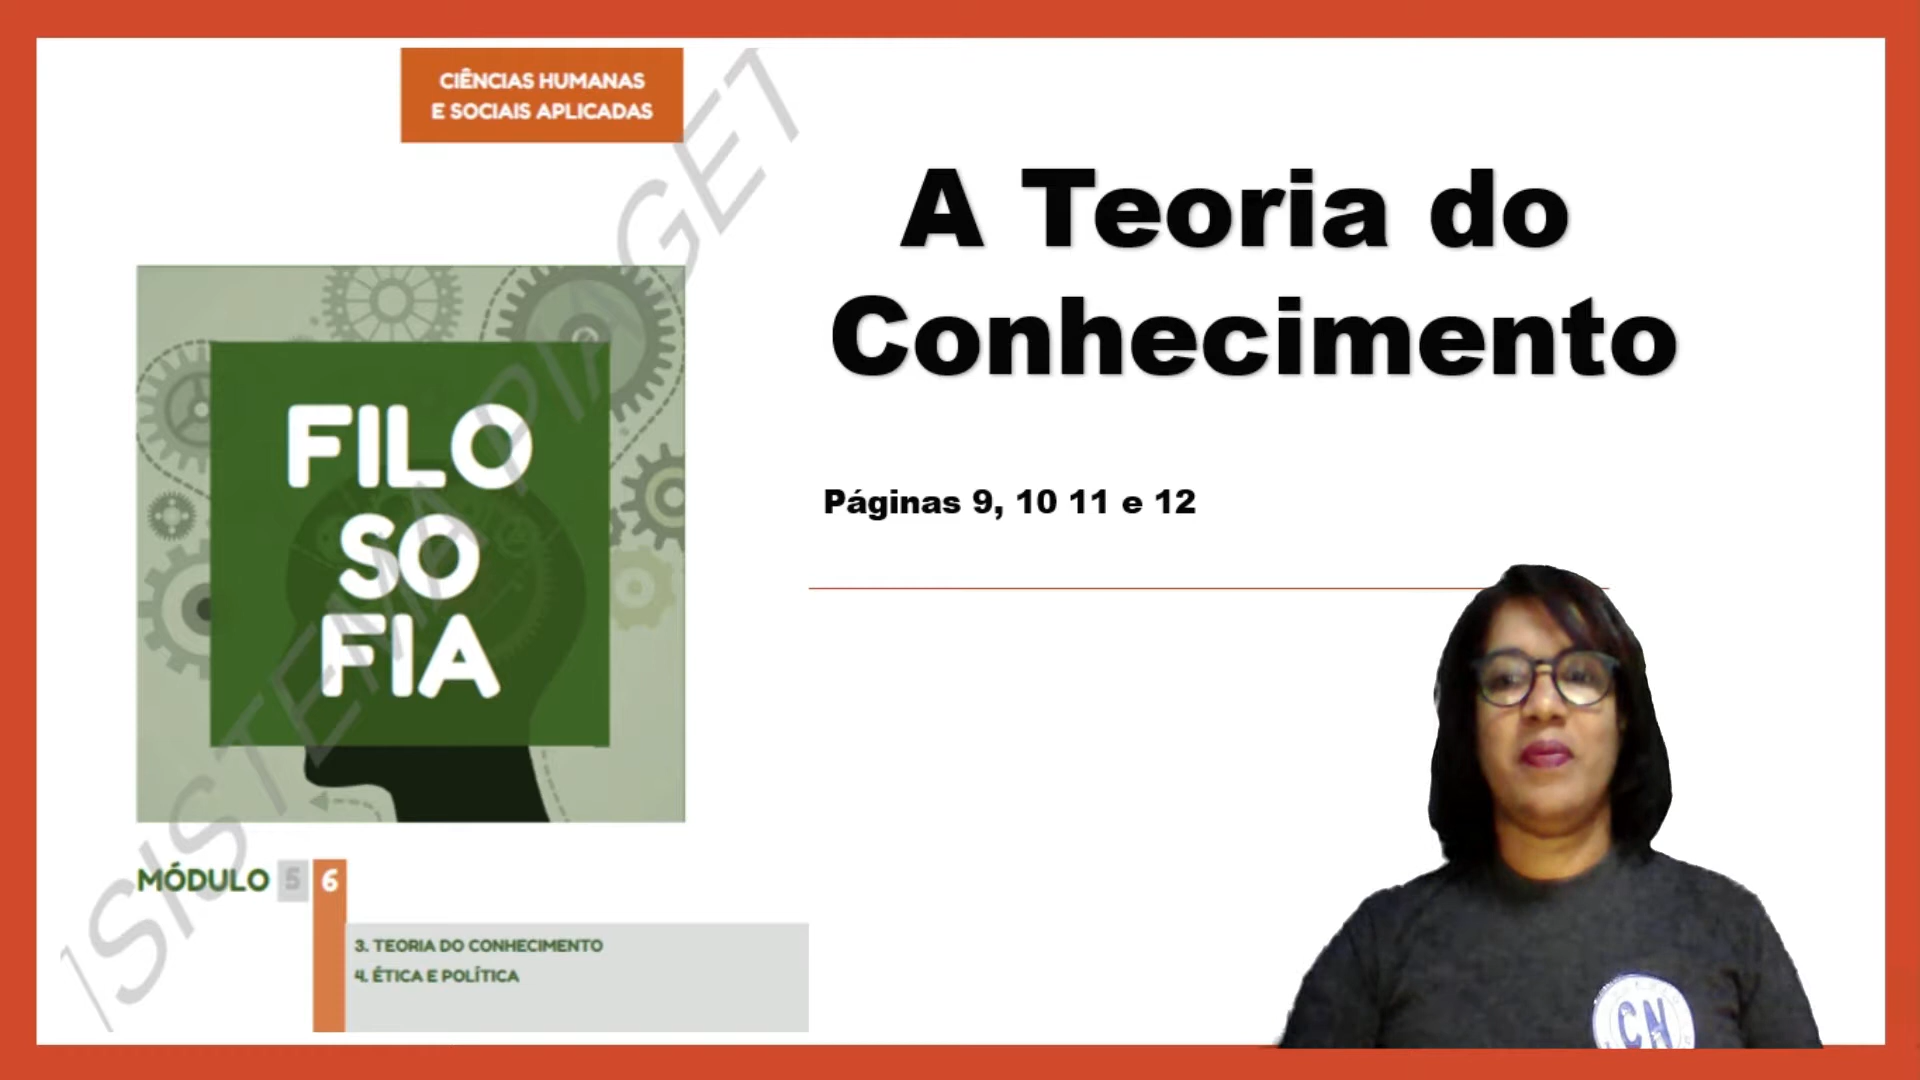 CIÊNCIAS HUMANAS
E SOCIAIS APLICADAS
FILO
SO
FIA
SISTEMA PIAGET
MÓDULO 5 6
3. TEORIA DO CONHECIMENTO
4. ÉTICA E POLÍTICA
A Teoria do
Conhecimento
Páginas 9, 10 11 e 12
CN